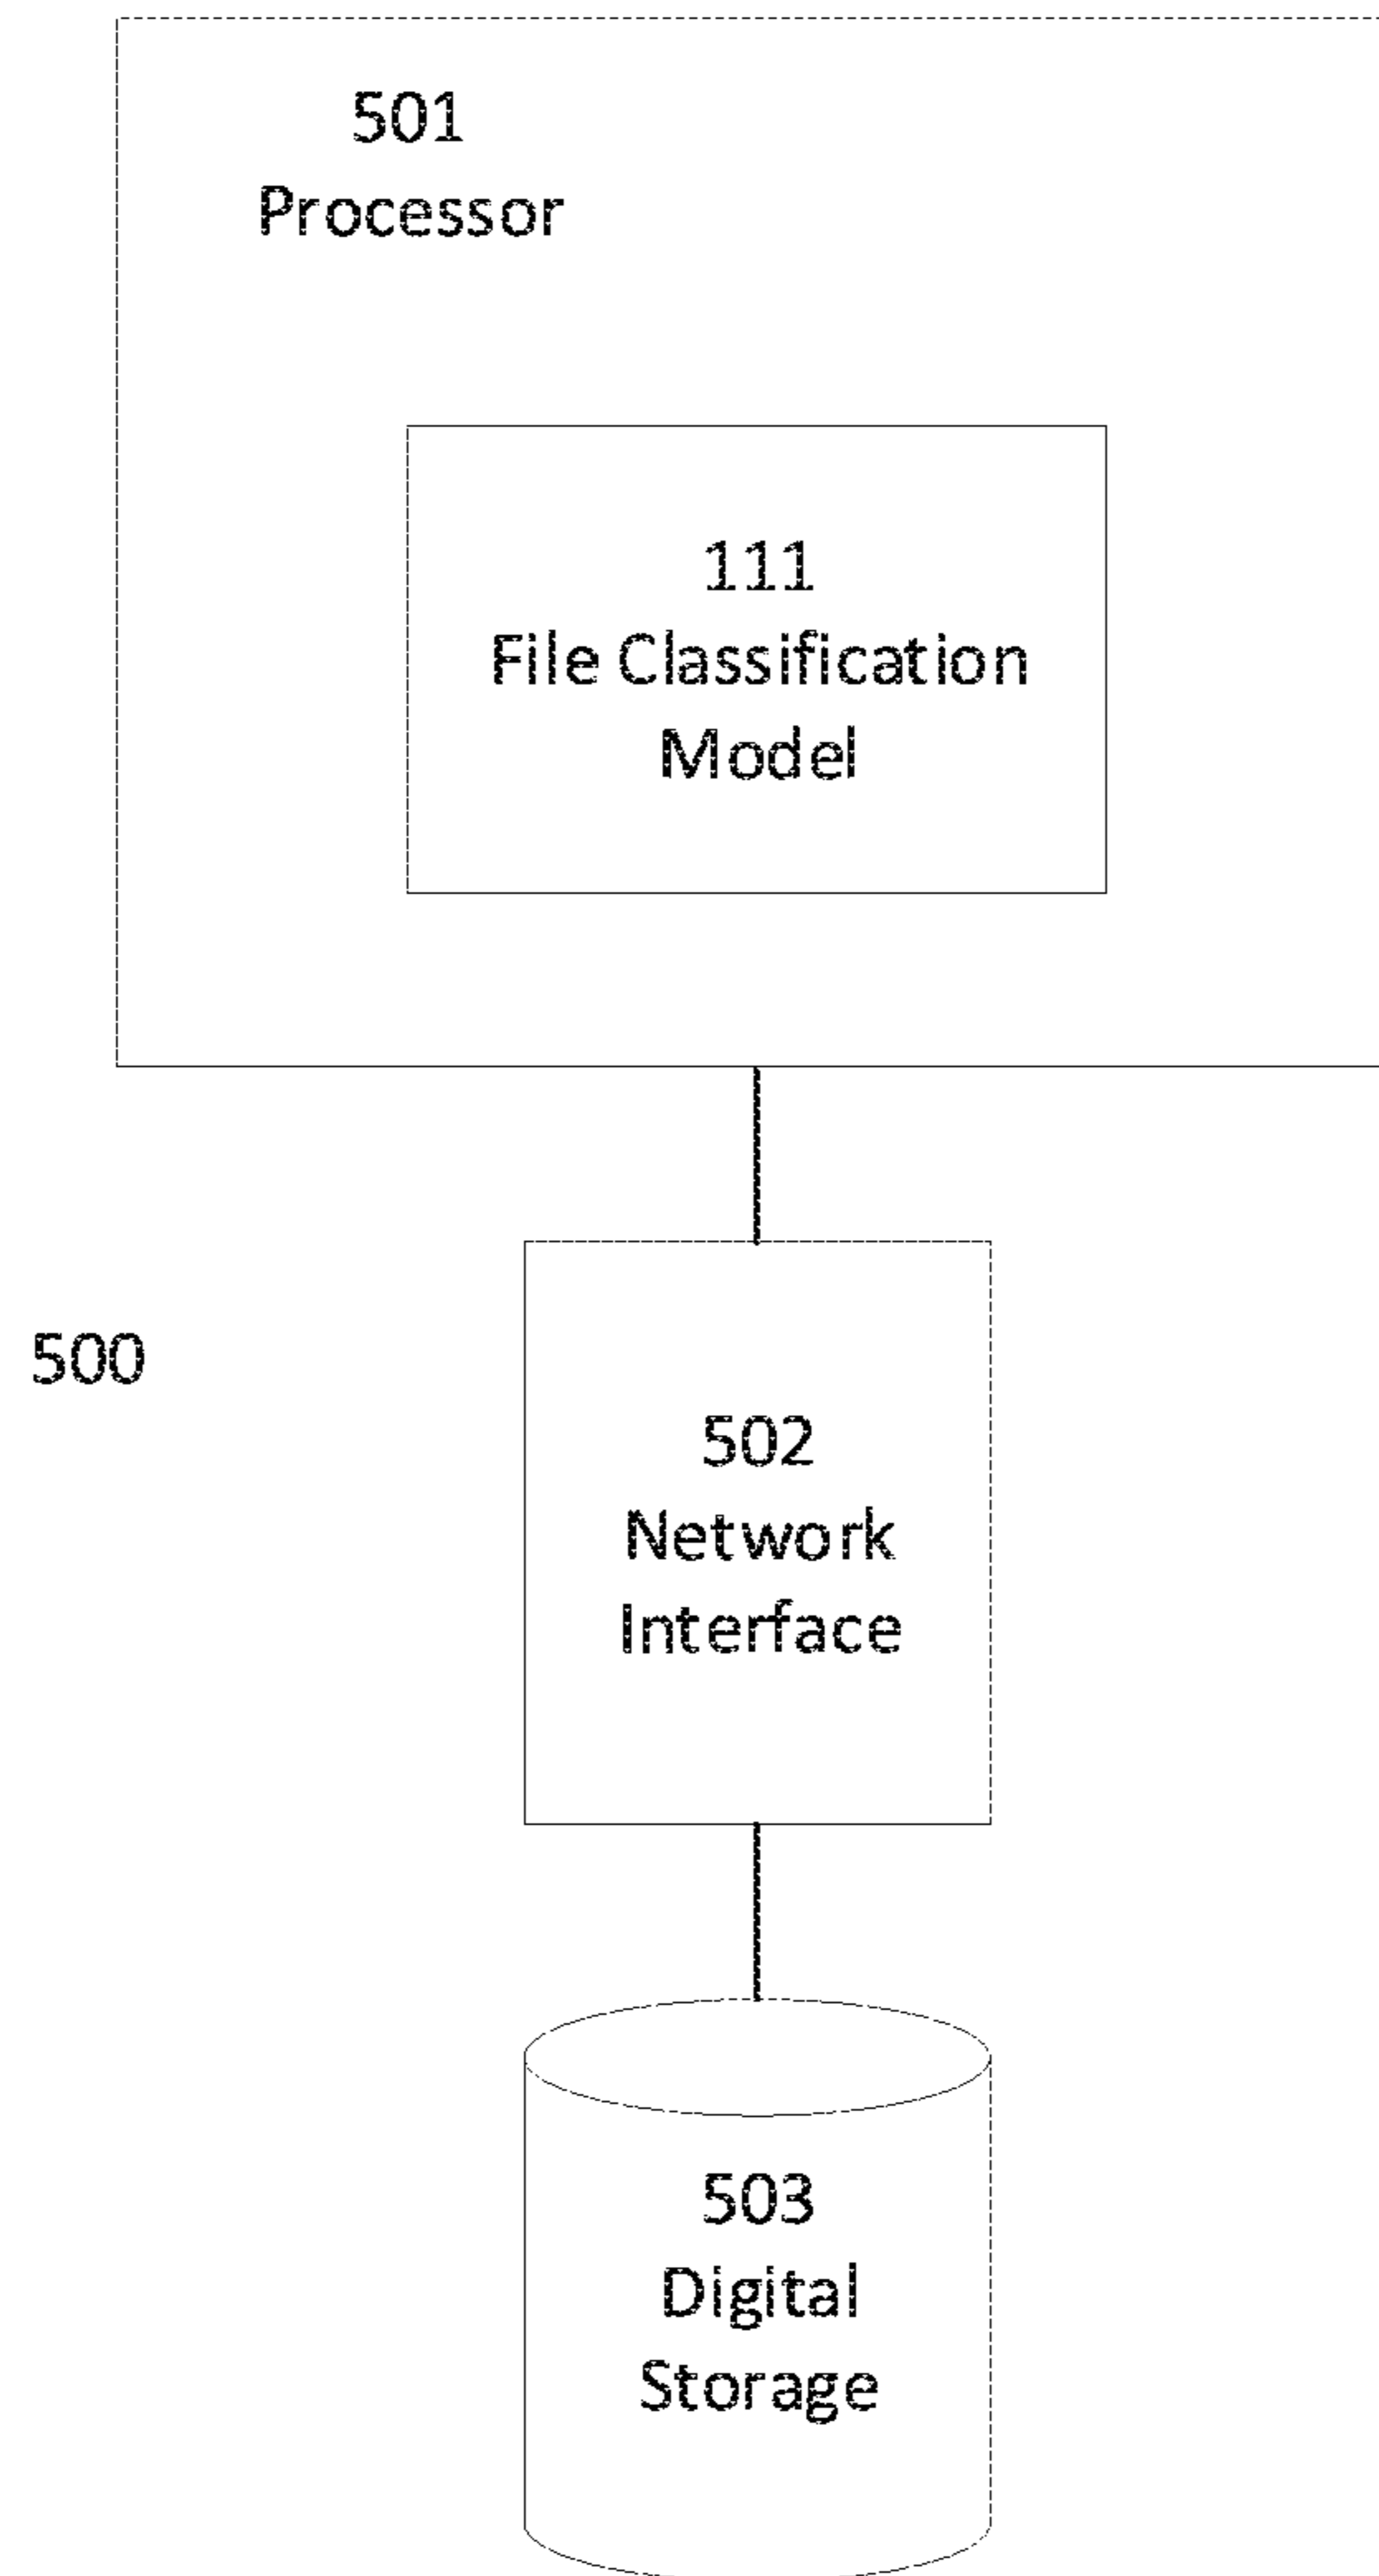 501
Processor
111
File Classification
Model
500
502
Network
Interface
503
Digital
Storage